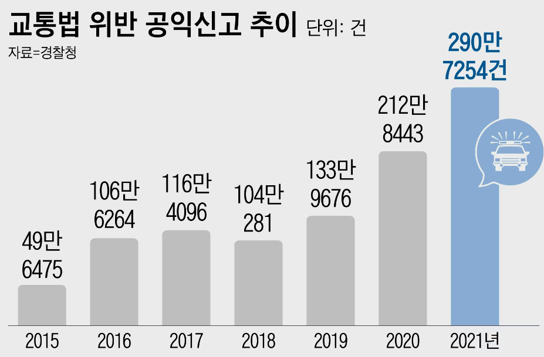 교통법 위반 공익신고 추이 단위: 건
자료=경찰청
49만
6475
106만
6264
116만
4096
104만
281
133만
9676
212만
8443
290만
7254건
2015 2016 2017 2018 2019 2020 2021년